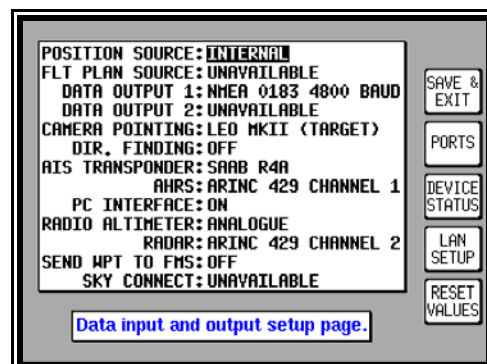 POSITION SOURCE:INTERNAL
FLT PLAN SOURCE:UNAVAILABLE
DATA OUTPUT 1:NMEA 0183 4800 BAUD
DATA OUTPUT 2:UNAVAILABLE
CAMERA POINTING:LEO MKII (TARGET)
DIR. FINDING:OFF
AIS TRANSPONDER:SAAB R4A
AHRS:ARINC 429 CHANNEL 1
PC INTERFACE:ON
RADIO ALTIMETER:ANALOGUE
RADAR:ARINC 429 CHANNEL 2
SEND WPT TO FMS:OFF
SKY CONNECT:UNAVAILABLE
SAVE &
EXIT
PORTS
DEVICE
STATUS
LAN
SETUP
RESET
VALUES
Data input and output setup page.